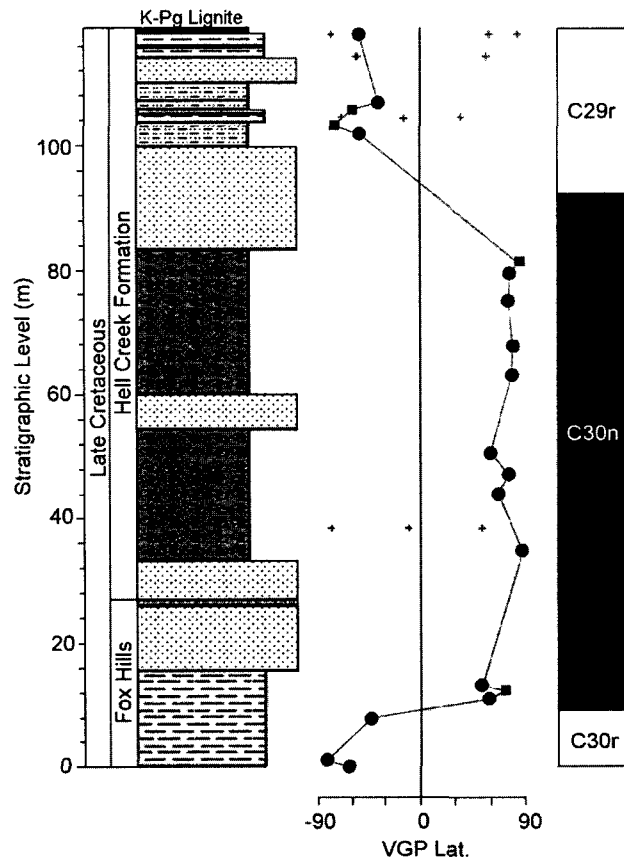 K-Pg Lignite
Stratigraphic Level (m)
100
80
60
40
20
0
Late Cretaceous
Hell Creek Formation
Fox Hills
C29r
C30n
C30r
-90
0
90
VGP Lat.